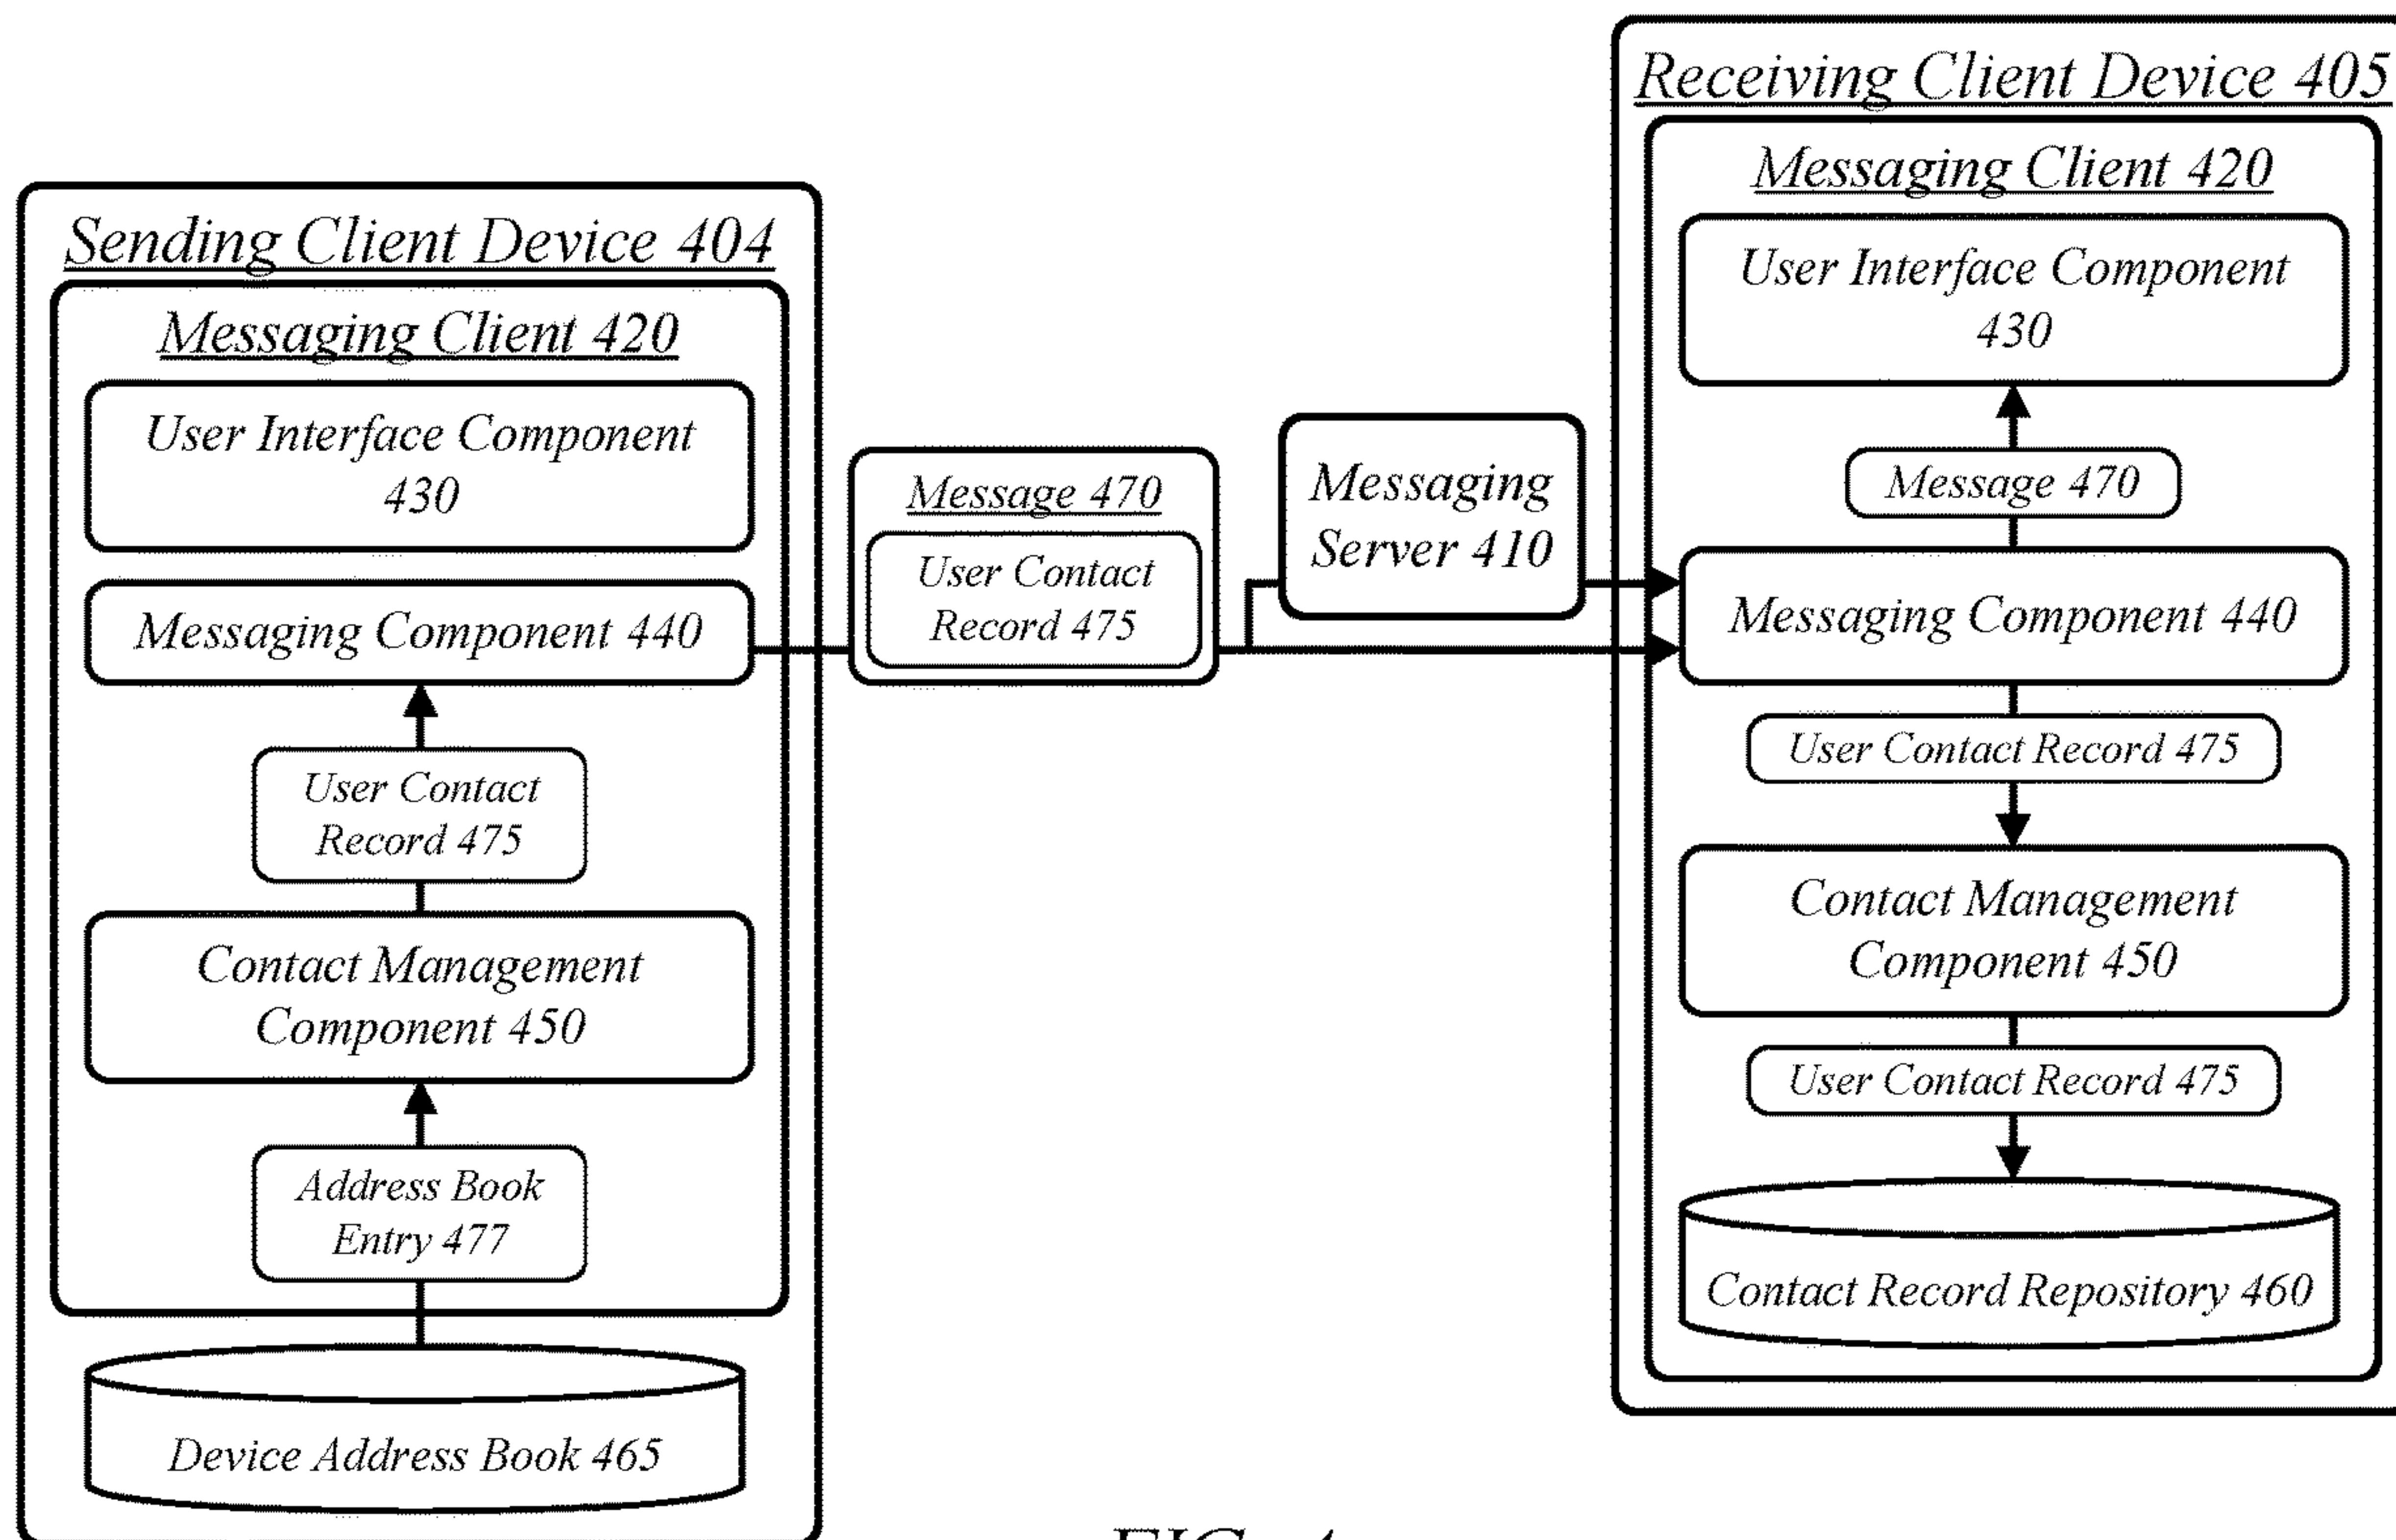 Sending Client Device 404
Messaging Client 420
User Interface Component
430
Messaging Component 440
User Contact
Record 475
Contact Management
Component 450
Address Book
Entry 477
Device Address Book 465
Message 470
User Contact
Record 475
Messaging
Server 410
Receiving Client Device 405
Messaging Client 420
User Interface Component
430
Message 470
Messaging Component 440
User Contact Record 475
Contact Management
Component 450
User Contact Record 475
Contact Record Repository 460